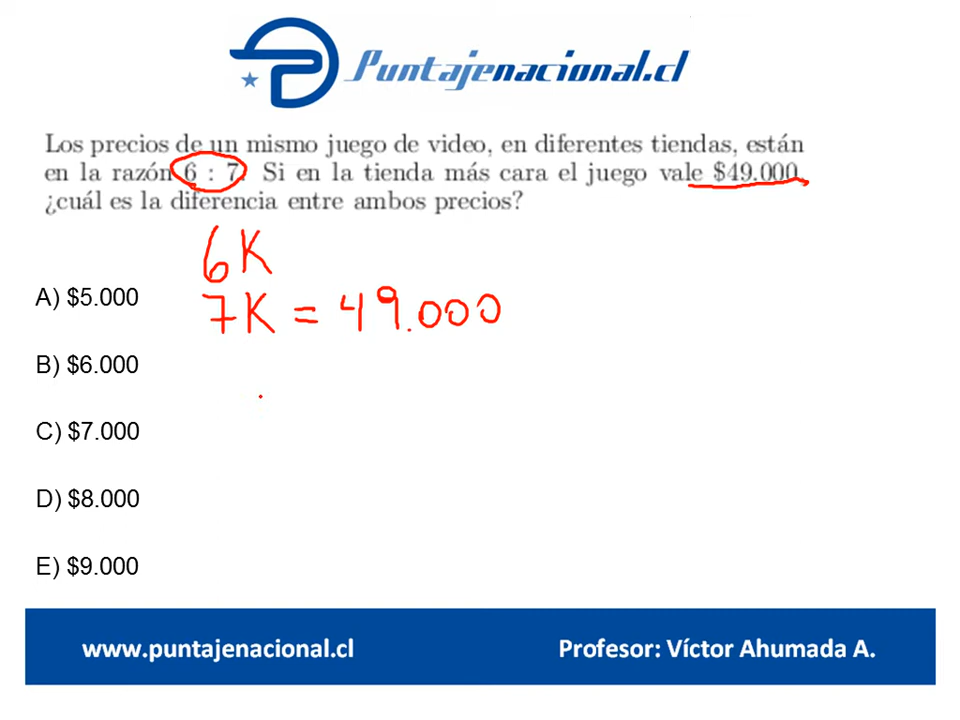 Puntajenacional.cl
Los precios de un mismo juego de video, en diferentes tiendas, están
en la razón 6 : 7. Si en la tienda más cara el juego vale $49.000,
¿cuál es la diferencia entre ambos precios?
6K
A) $5.000
7K = 49.000
B) $6.000
C) $7.000
D) $8.000
E) $9.000
www.puntajenacional.cl
Profesor: Víctor Ahumada A.